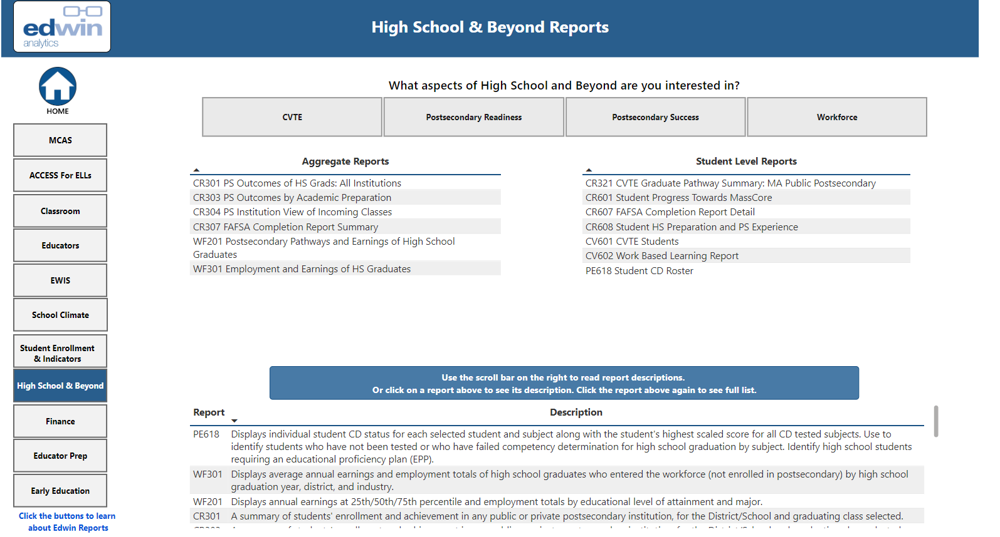 edwin
analytics
High School & Beyond Reports
HOME
MCAS
ACCESS For ELLs
Classroom
Educators
EWIS
School Climate
Student Enrollment
& Indicators
High School & Beyond
Finance
Educator Prep
Early Education
Click the buttons to learn
about Edwin Reports
What aspects of High School and Beyond are you interested in?
CVTE
Postsecondary Readiness
Postsecondary Success
Workforce
Aggregate Reports
CR301 PS Outcomes of HS Grads: All Institutions
CR303 PS Outcomes by Academic Preparation
CR304 PS Institution View of Incoming Classes
CR307 FAFSA Completion Report Summary
WF201 Postsecondary Pathways and Earnings of High School
Graduates
WF301 Employment and Earnings of HS Graduates
Student Level Reports
CR321 CVTE Graduate Pathway Summary: MA Public Postsecondary
CR601 Student Progress Towards MassCore
CR607 FAFSA Completion Report Detail
CR608 Student HS Preparation and PS Experience
CV601 CVTE Students
CV602 Work Based Learning Report
PE618 Student CD Roster
Use the scroll bar on the right to read report descriptions.
Or click on a report above to see its description. Click the report above again to see full list.
Report Description
PE618 Displays individual student CD status for each selected student and subject along with the student's highest scaled score for all CD tested subjects. Use to
identify students who have not been tested or who have failed competency determination for high school graduation by subject. Identify high school students
requiring an educational proficiency plan (EPP).
WF301 Displays average annual earnings and employment totals of high school graduates who entered the workforce (not enrolled in postsecondary) by high school
graduation year, district, and industry.
WF201 Displays annual earnings at 25th/50th/75th percentile and employment totals by educational level of attainment and major.
CR301 A summary of students' enrollment and achievement in any public or private postsecondary institution, for the District/School and graduating class selected.